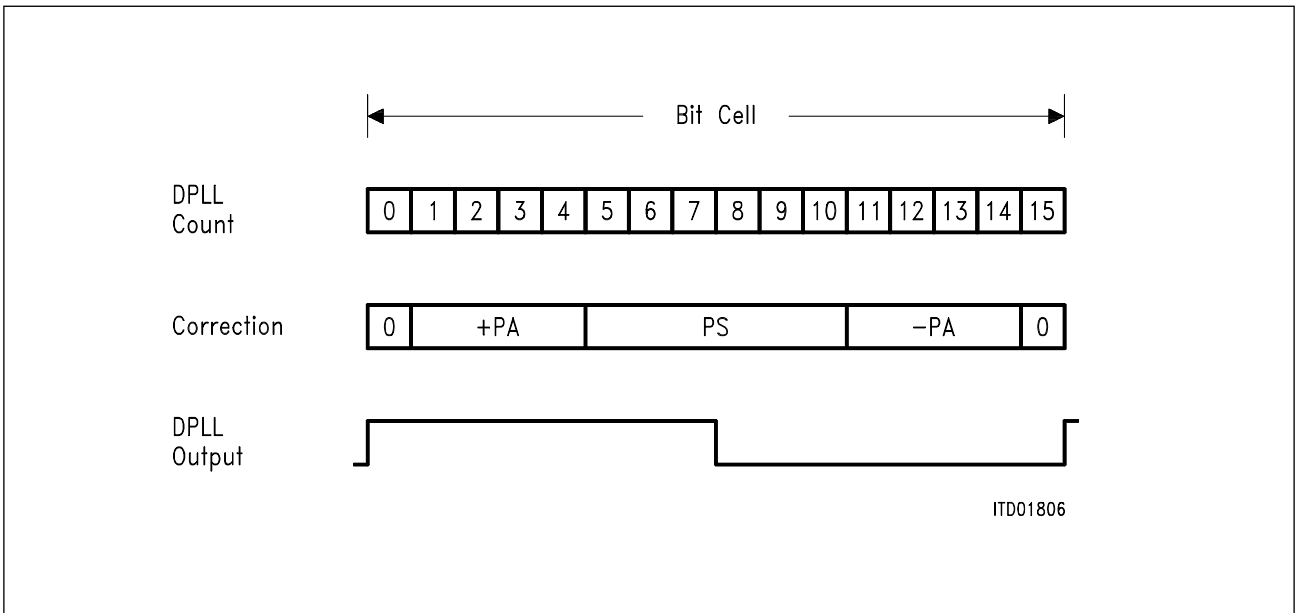 Bit Cell
DPLL
Count
0 1 2 3 4 5 6 7 8 9 10 11 12 13 14 15
Correction
0 +PA PS −PA 0
DPLL
Output
ITD01806